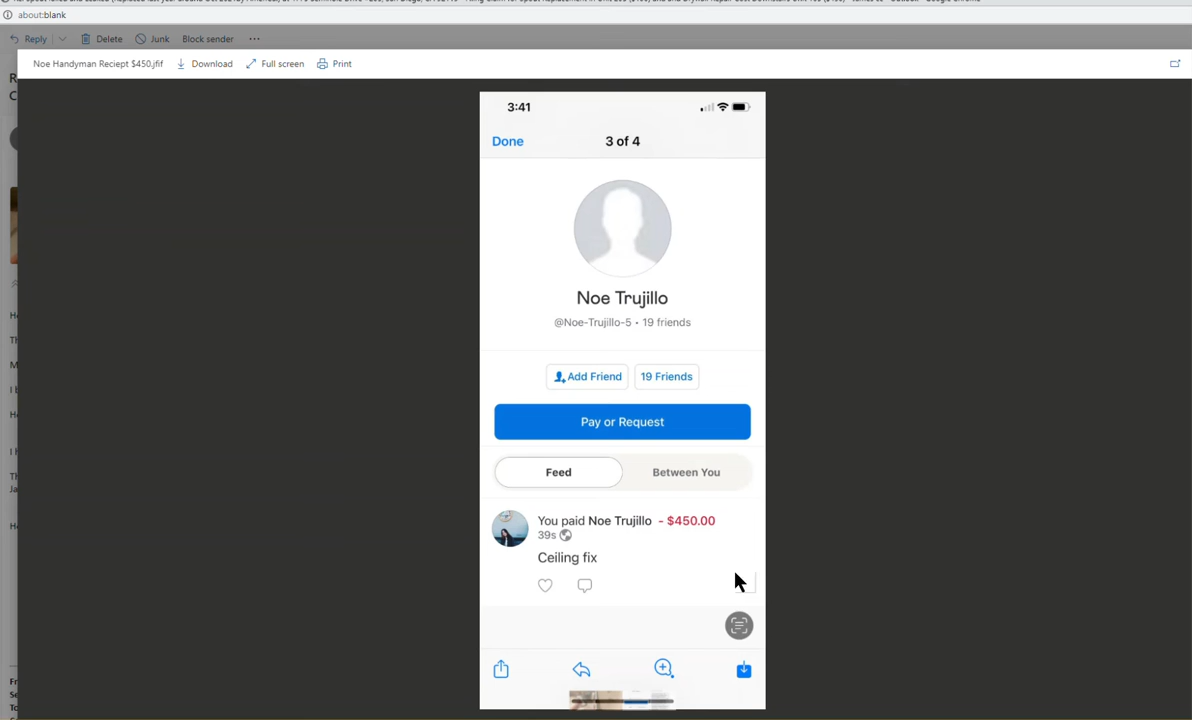 about:blank
Reply
Delete
Junk
Block sender
Noe Handyman Reciept $450.jfif
Download
Full screen
Print
3:41
Done
3 of 4
Noe Trujillo
@Noe-Trujillo-5 • 19 friends
Add Friend
19 Friends
Pay or Request
Feed
Between You
You paid Noe Trujillo - $450.00
39s
Ceiling fix